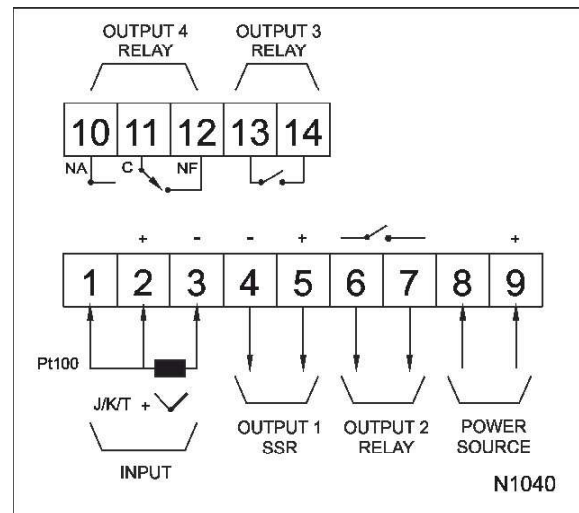 OUTPUT 4 RELAY
OUTPUT 3 RELAY
10 11 12 13 14
NA C NF
+ - - + +
1 2 3 4 5 6 7 8 9
Pt100
J/K/T +
INPUT
OUTPUT 1 SSR
OUTPUT 2 RELAY
POWER SOURCE
N1040